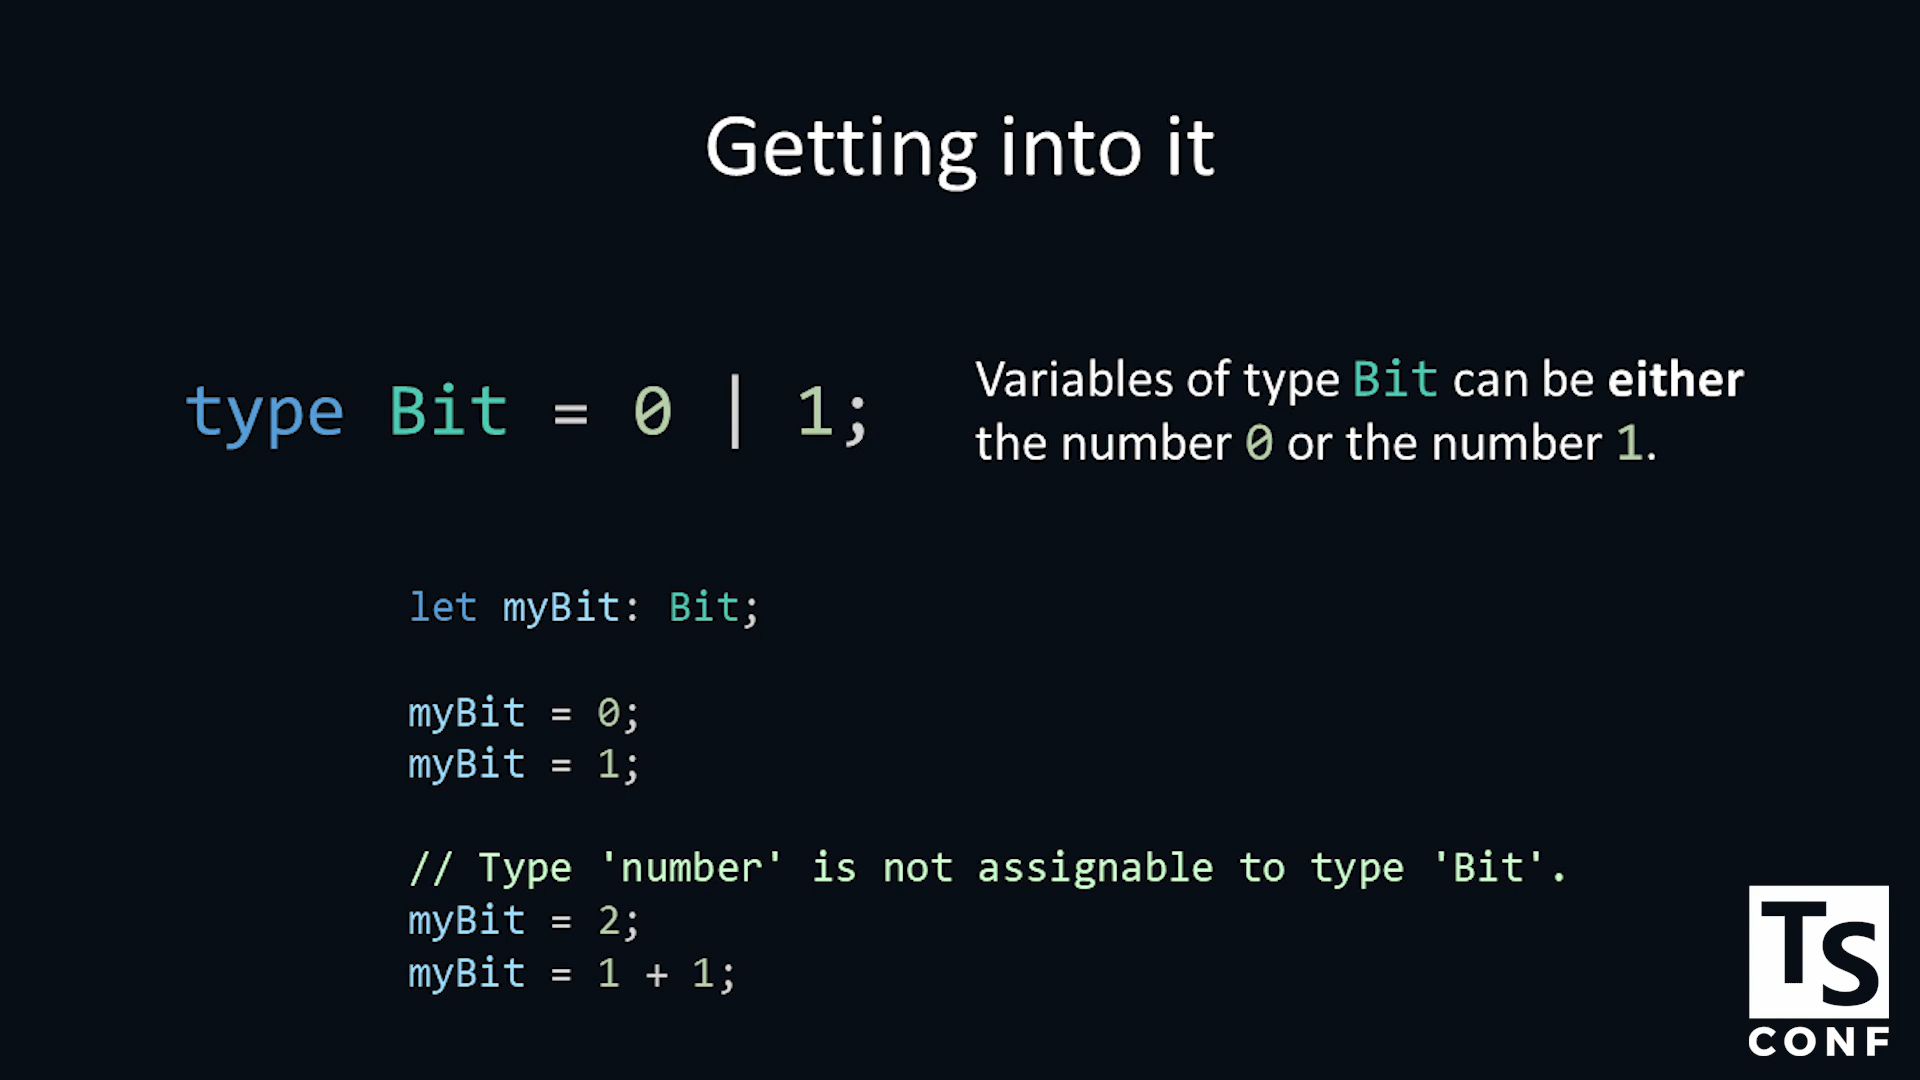 Getting into it
type Bit = 0 | 1;
Variables of type Bit can be either
the number 0 or the number 1.
let myBit: Bit;
myBit = 0;
myBit = 1;
// Type 'number' is not assignable to type 'Bit'.
myBit = 2;
myBit = 1 + 1;
TS
CONF